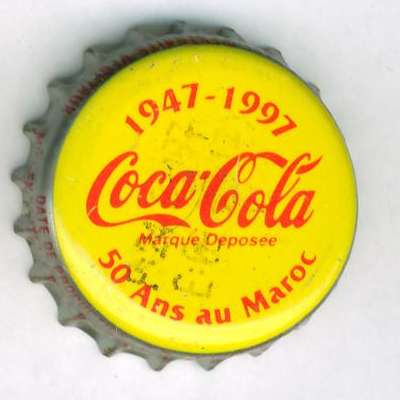 1947-1997
Coca-Cola
Marque Deposee
50 Ans au Maroc